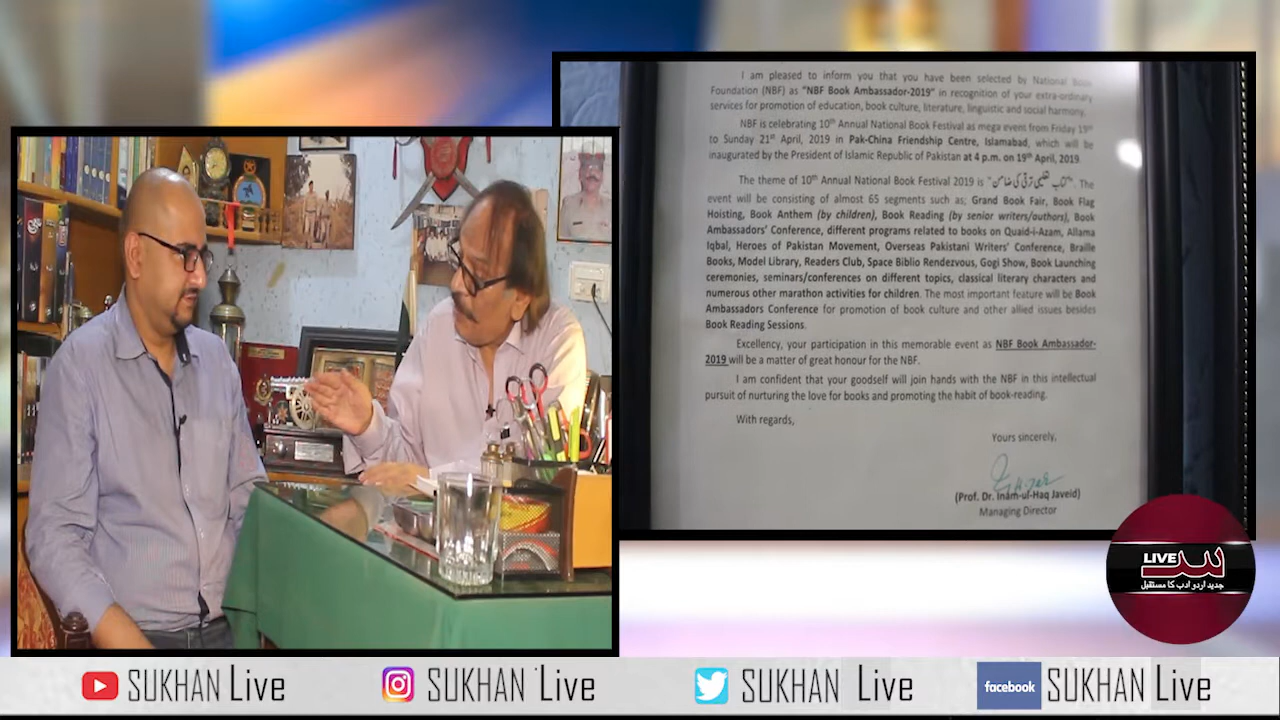 I am pleased to inform you that you have been selected by National Book
Foundation (NBF) as "NBF Book Ambassador-2019" in recognition of your extra-ordinary
services for promotion of education, book culture, literature, linguistic and social harmony.
NBF is celebrating 10th Annual National Book Festival as mega event from Friday 19th
to Sunday 21st April, 2019 in Pak-China Friendship Centre, Islamabad, which will be
inaugurated by the President of Islamic Republic of Pakistan at 4 p.m. on 19th April, 2019.
The theme of 10th Annual National Book Festival 2019 is "کتاب تعلیمی ترقی کی ضامن". The
event will be consisting of almost 65 segments such as; Grand Book Fair, Book Flag
Hoisting, Book Anthem (by children), Book Reading (by senior writers/authors), Book
Ambassadors' Conference, different programs related to books on Quaid-i-Azam, Allama
Iqbal, Heroes of Pakistan Movement, Overseas Pakistani Writers' Conference, Braille
Books, Model Library, Readers Club, Space Biblio Rendezvous, Gogi Show, Book Launching
ceremonies, seminars/conferences on different topics, classical literary characters and
numerous other marathon activities for children. The most important feature will be Book
Ambassadors Conference for promotion of book culture and other allied issues besides
Book Reading Sessions.
Excellency, your participation in this memorable event as NBF Book Ambassador-
2019 will be a matter of great honour for the NBF.
I am confident that your goodself will join hands with the NBF in this intellectual
pursuit of nurturing the love for books and promoting the habit of book-reading.
With regards,
Yours sincerely,
(Prof. Dr. Inam-ul-Haq Javeid)
Managing Director
LIVE
جدید اردو ادب کا مستقبل
SUKHAN Live
SUKHAN Live
SUKHAN Live
facebook SUKHAN Live